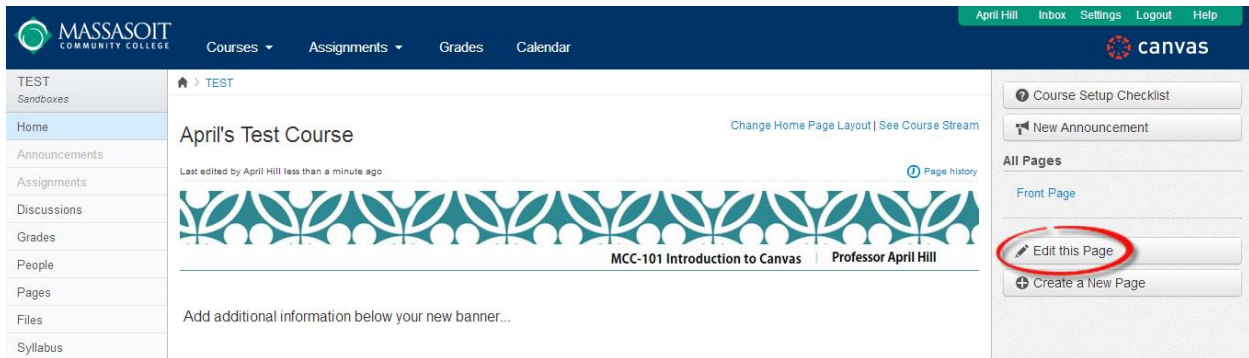 April Hill Inbox Settings Logout Help
MASSASOIT
COMMUNITY COLLEGE
Courses Assignments Grades Calendar
canvas
TEST
Sandboxes
Home
Announcements
Assignments
Discussions
Grades
People
Pages
Files
Syllabus
TEST
April's Test Course
Change Home Page Layout | See Course Stream
Last edited by April Hill less than a minute ago
Page history
MCC-101 Introduction to Canvas | Professor April Hill
Add additional information below your new banner...
Course Setup Checklist
New Announcement
All Pages
Front Page
Edit this Page
Create a New Page